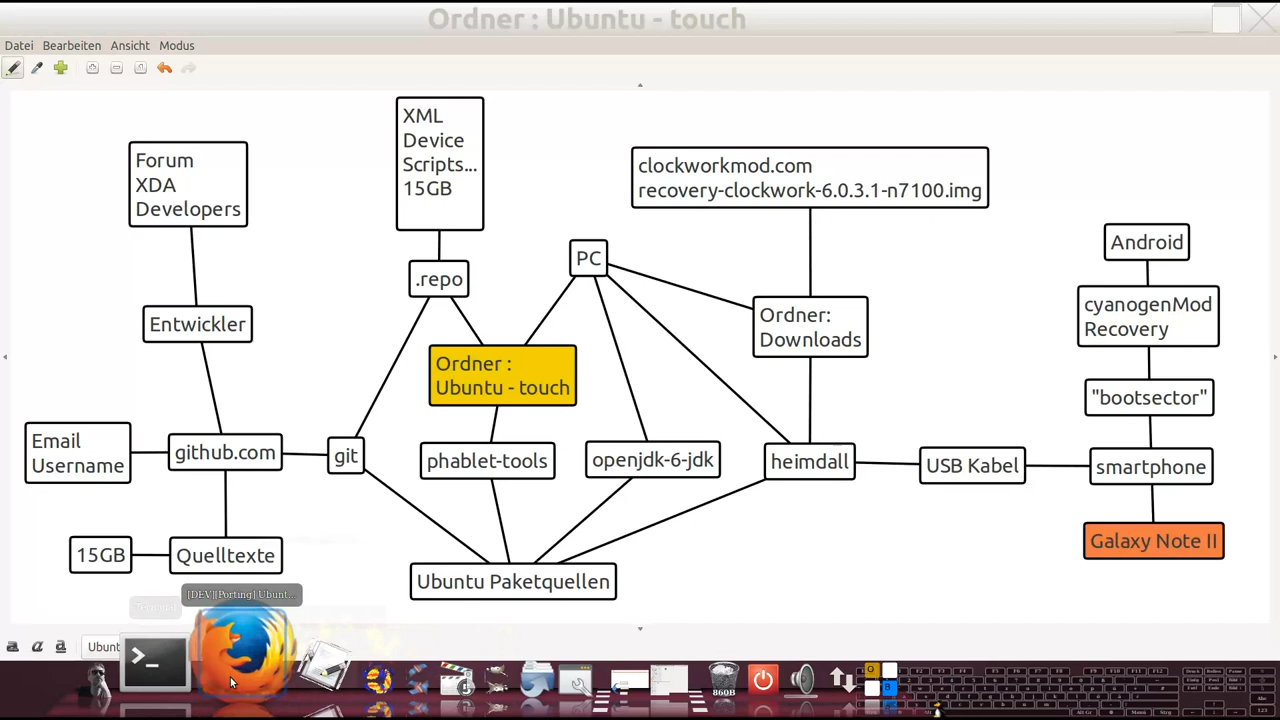 Ordner : Ubuntu - touch
Datei Bearbeiten Ansicht Modus
XML
Device
Scripts...
15GB
Forum
XDA
Developers
clockworkmod.com
recovery-clockwork-6.0.3.1-n7100.img
Android
PC
.repo
cyanogenMod
Recovery
Entwickler
Ordner:
Downloads
Ordner :
Ubuntu - touch
"bootsector"
Email
Username
github.com
git
phablet-tools
openjdk-6-jdk
heimdall
USB Kabel
smartphone
Galaxy Note II
15GB
Quelltexte
Ubuntu Paketquellen
[DEV][Porting] Ubunt...
Terminal
a a a Ubunt
>_
860B